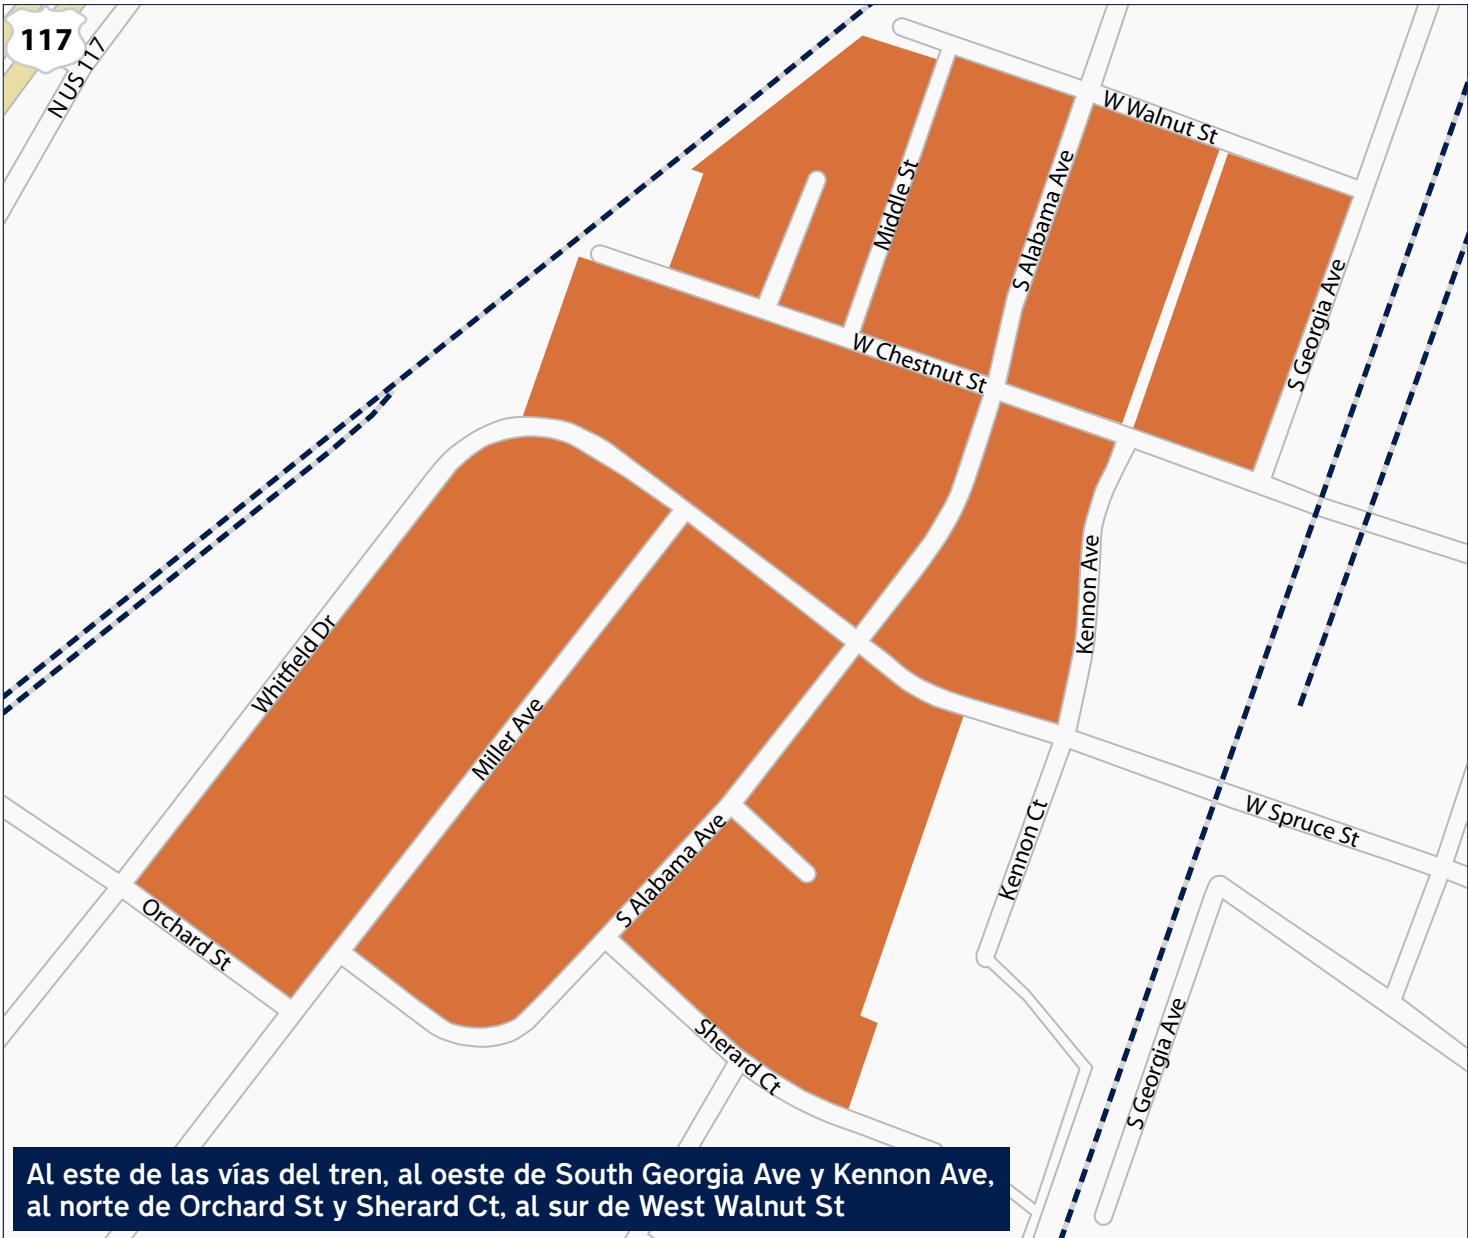 117
N US 117
W Walnut St
Middle St
S Alabama Ave
S Georgia Ave
W Chestnut St
Kennon Ave
Whitfield Dr
Miller Ave
W Spruce St
Kennon Ct
S Alabama Ave
Orchard St
Sherard Ct
S Georgia Ave
Al este de las vías del tren, al oeste de South Georgia Ave y Kennon Ave,
al norte de Orchard St y Sherard Ct, al sur de West Walnut St